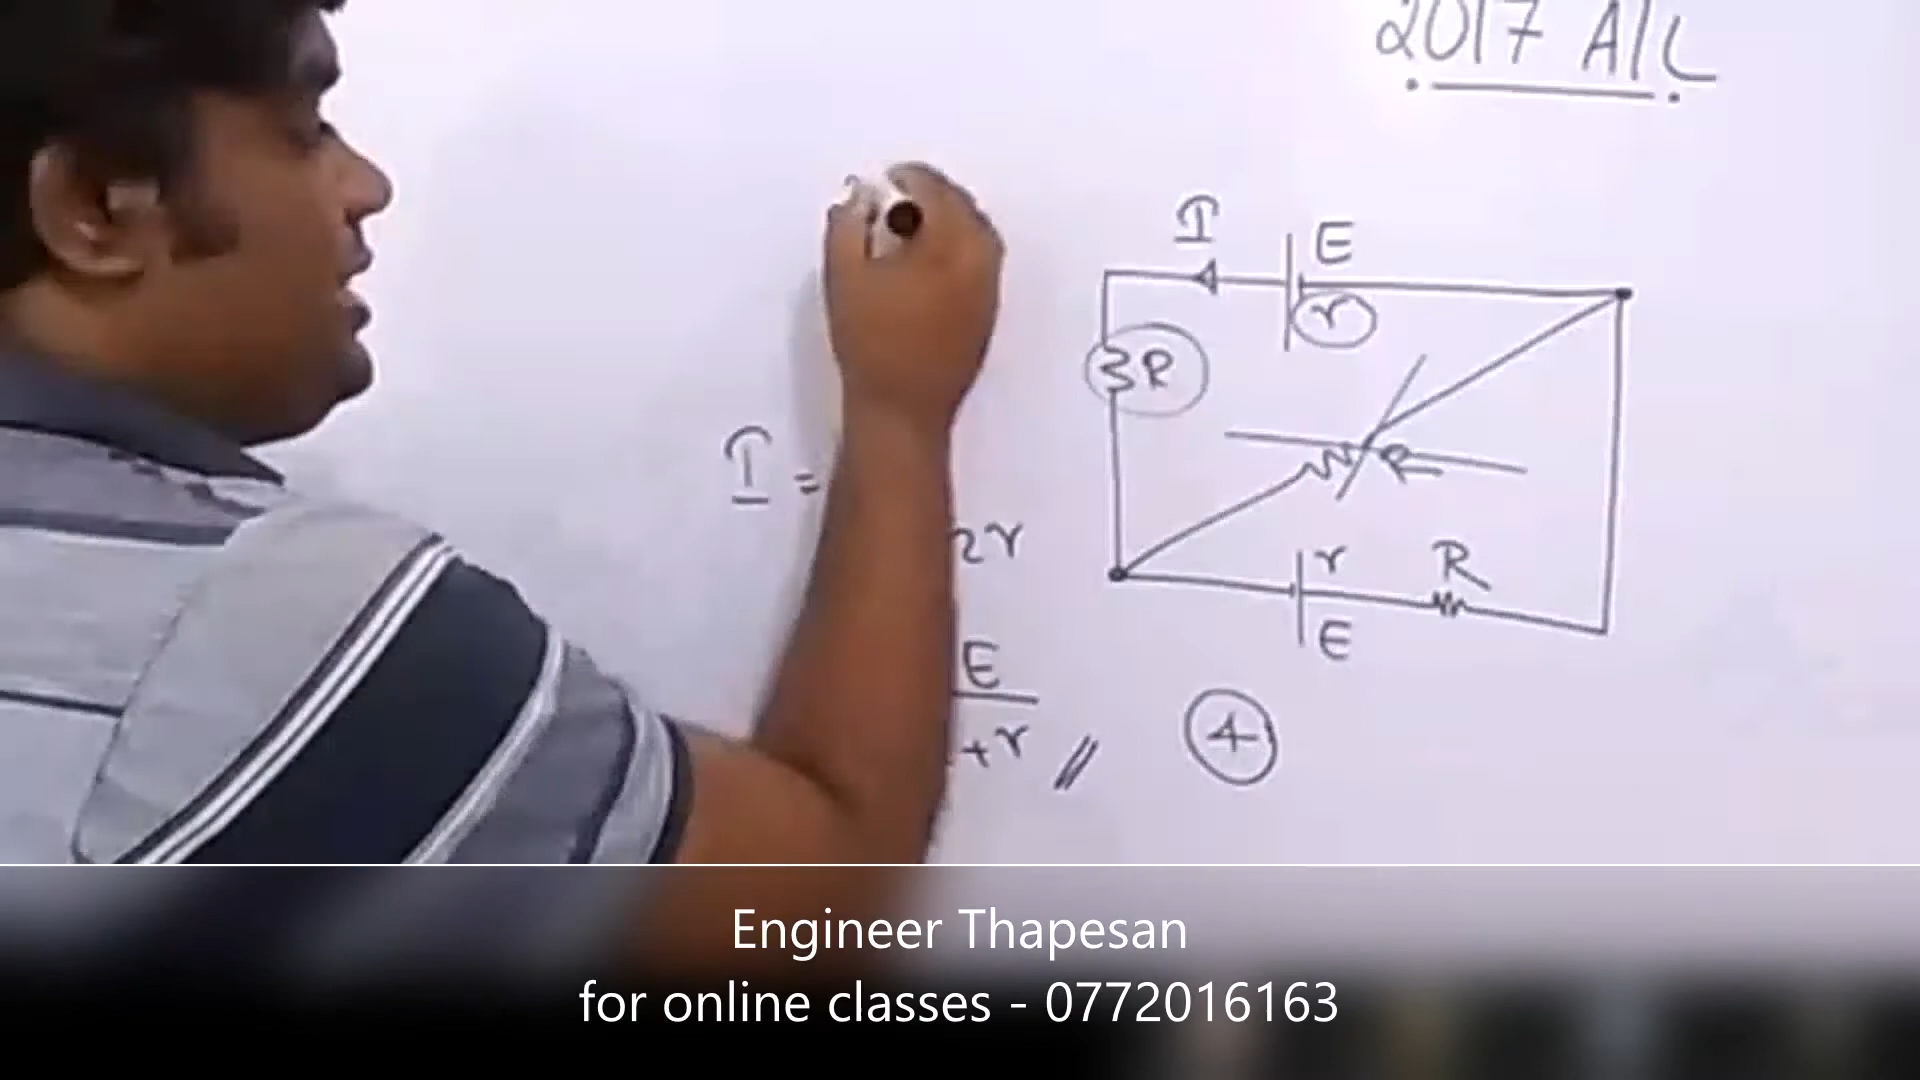 2017 A/L
I
E
r
R
I =
R
2r
r
R
E
E
+r //
4
Engineer Thapesan
for online classes - 0772016163